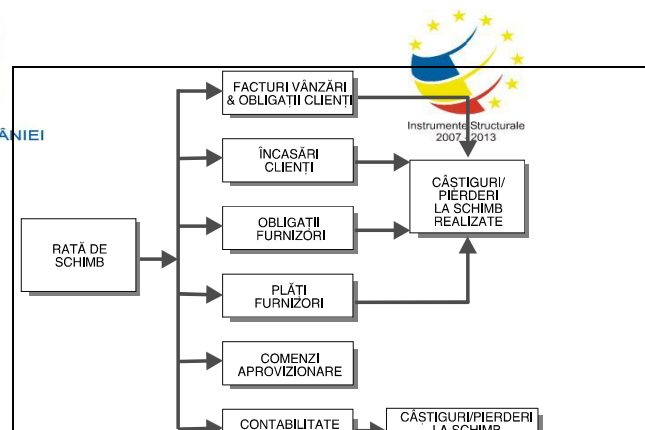 FACTURI VÂNZĂRI
& OBLIGAȚII CLIENȚI
Instrumente Structurale
2007 - 2013
ÂNIEI
ÎNCASĂRI
CLIENȚI
CÂȘTIGURI/
PIERDERI
LA SCHIMB
REALIZATE
OBLIGAȚII
FURNIZORI
RATĂ DE
SCHIMB
PLĂȚI
FURNIZORI
COMENZI
APROVIZIONARE
CONTABILITATE
CÂȘTIGURI/PIERDERI
LA SCHIMB